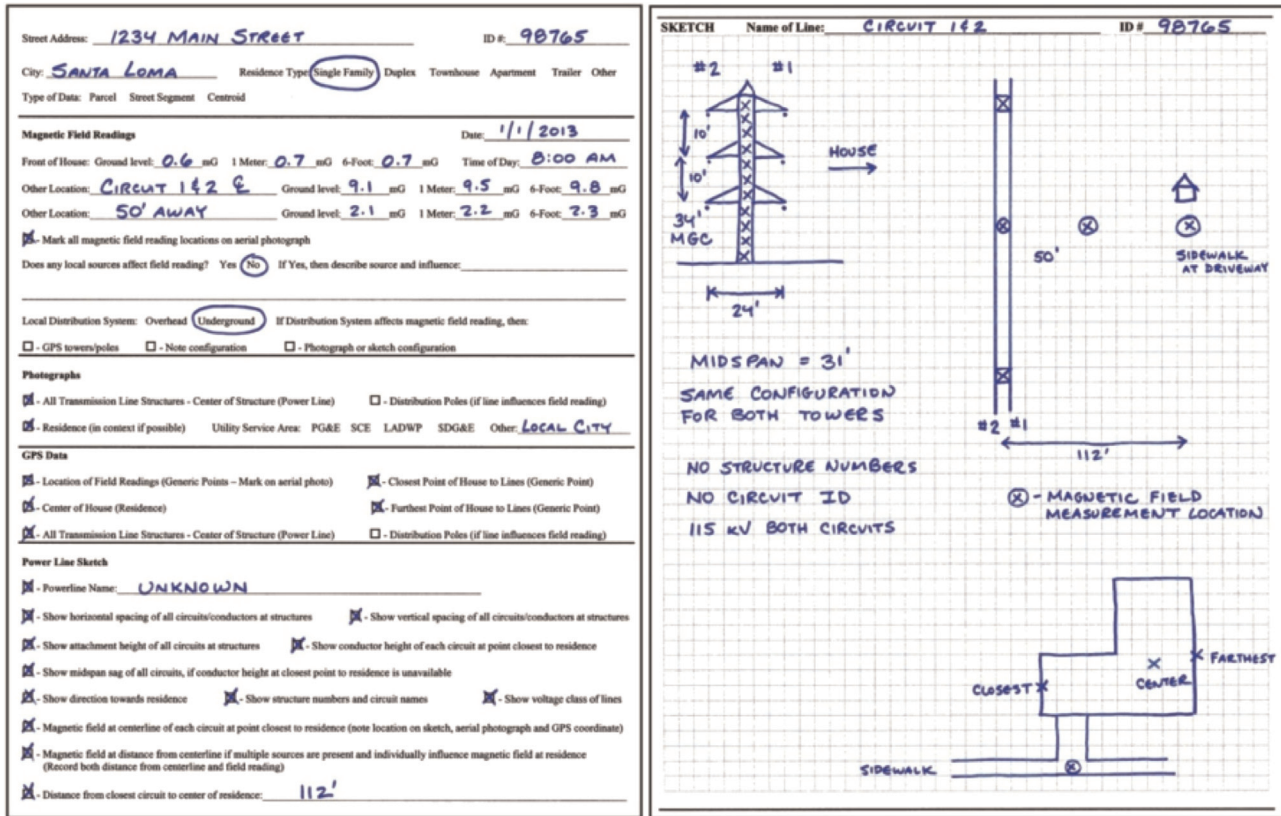 Street Address: 1234 MAIN STREET ID #: 98765
City: SANTA LOMA Residence Type: Single Family Duplex Townhouse Apartment Trailer Other
Type of Data: Parcel Street Segment Centroid
Magnetic Field Readings Date: 1/1/2013
Front of House: Ground level: 0.6 mG 1 Meter: 0.7 mG 6-Foot: 0.7 mG Time of Day: 8:00 AM
Other Location: CIRCUIT 1&2 ℄ Ground level: 9.1 mG 1 Meter: 9.5 mG 6-Foot: 9.8 mG
Other Location: 50' AWAY Ground level: 2.1 mG 1 Meter: 2.2 mG 6-Foot: 2.3 mG
- Mark all magnetic field reading locations on aerial photograph
Does any local sources affect field reading? Yes No If Yes, then describe source and influence:
Local Distribution System: Overhead Underground If Distribution System affects magnetic field reading, then:
- GPS towers/poles - Note configuration - Photograph or sketch configuration
Photographs
- All Transmission Line Structures - Center of Structure (Power Line) - Distribution Poles (if line influences field reading)
- Residence (in context if possible) Utility Service Area: PG&E SCE LADWP SDG&E Other: LOCAL CITY
GPS Data
- Location of Field Readings (Generic Points – Mark on aerial photo) - Closest Point of House to Lines (Generic Point)
- Center of House (Residence) - Furthest Point of House to Lines (Generic Point)
- All Transmission Line Structures - Center of Structure (Power Line) - Distribution Poles (if line influences field reading)
Power Line Sketch
- Powerline Name: UNKNOWN
- Show horizontal spacing of all circuits/conductors at structures - Show vertical spacing of all circuits/conductors at structures
- Show attachment height of all circuits at structures - Show conductor height of each circuit at point closest to residence
- Show midspan sag of all circuits, if conductor height at closest point to residence is unavailable
- Show direction towards residence - Show structure numbers and circuit names - Show voltage class of lines
- Magnetic field at centerline of each circuit at point closest to residence (note location on sketch, aerial photograph and GPS coordinate)
- Magnetic field at distance from centerline if multiple sources are present and individually influence magnetic field at residence
(Record both distance from centerline and field reading)
- Distance from closest circuit to center of residence: 112'
SKETCH Name of Line: CIRCUIT 1&2 ID # 98765
#2 #1
10'
HOUSE
10'
34'
MGC
24'
50'
SIDEWALK
AT DRIVEWAY
MIDSPAN = 31'
SAME CONFIGURATION
FOR BOTH TOWERS
#2 #1
112'
NO STRUCTURE NUMBERS
NO CIRCUIT ID
115 kV BOTH CIRCUITS
- MAGNETIC FIELD
MEASUREMENT LOCATION
FARTHEST
CENTER
CLOSEST
SIDEWALK